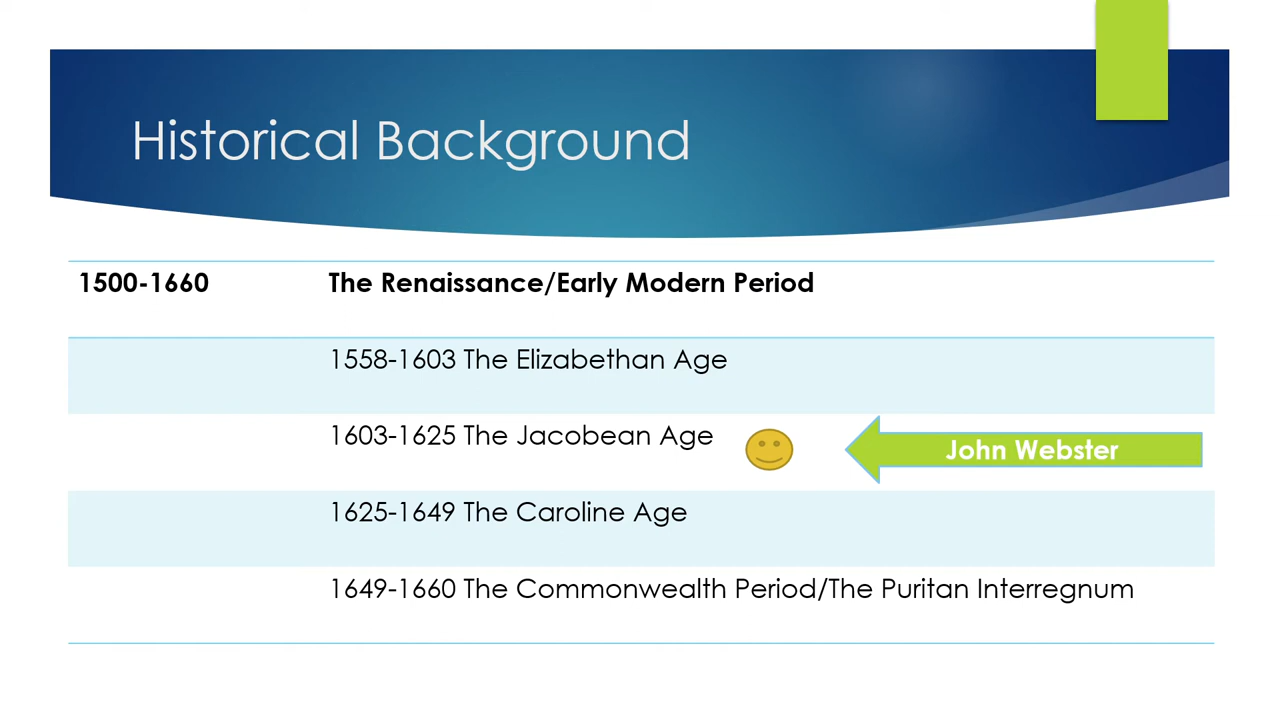 Historical Background
1500-1660 The Renaissance/Early Modern Period
1558-1603 The Elizabethan Age
1603-1625 The Jacobean Age John Webster
1625-1649 The Caroline Age
1649-1660 The Commonwealth Period/The Puritan Interregnum